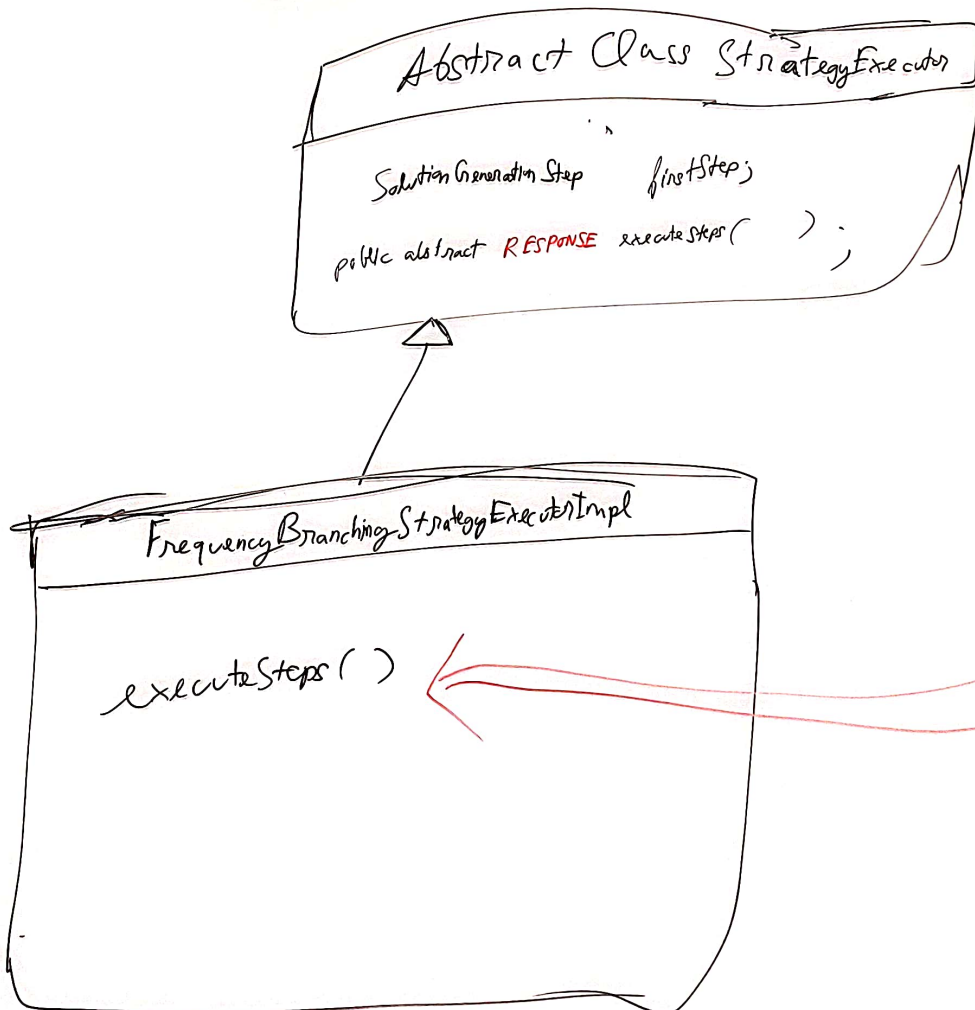 Abstract Class StrategyExecutor
SolutionGenerationStep firstStep;
public abstract RESPONSE executeSteps( );
FrequencyBranchingStrategyExecutorImpl
executeSteps( )